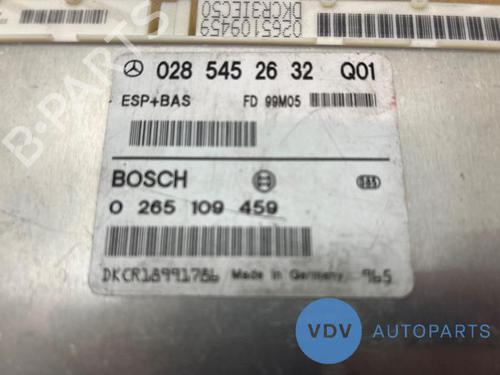 0265109459
DKCR31EC50
028 545 26 32 Q01
ESP+BAS FD 99M05
BOSCH
0 265 109 459
DKCR18991786 Made in Germany 965
B-PARTS
VDV AUTOPARTS